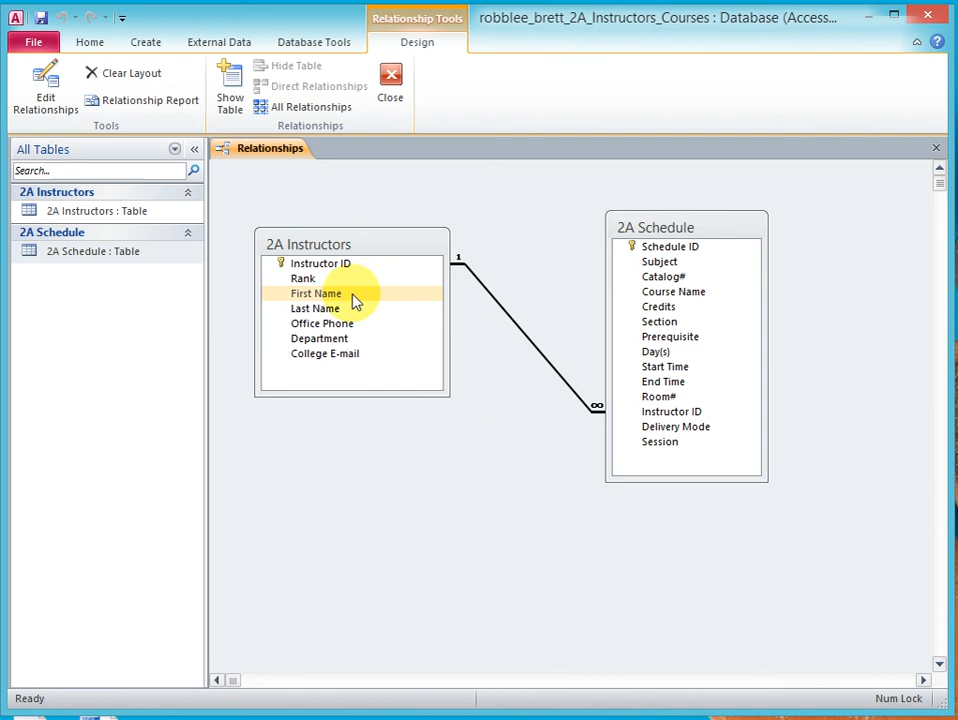 Relationship Tools
robblee_brett_2A_Instructors_Courses : Database (Access...
File Home Create External Data Database Tools Design
Edit Relationships
Clear Layout
Relationship Report
Tools
Show Table
Hide Table
Direct Relationships
All Relationships
Relationships
Close
All Tables
Search...
2A Instructors
2A Instructors : Table
2A Schedule
2A Schedule : Table
Relationships
2A Instructors
Instructor ID
Rank
First Name
Last Name
Office Phone
Department
College E-mail
1
∞
2A Schedule
Schedule ID
Subject
Catalog#
Course Name
Credits
Section
Prerequisite
Day(s)
Start Time
End Time
Room#
Instructor ID
Delivery Mode
Session
Ready
Num Lock